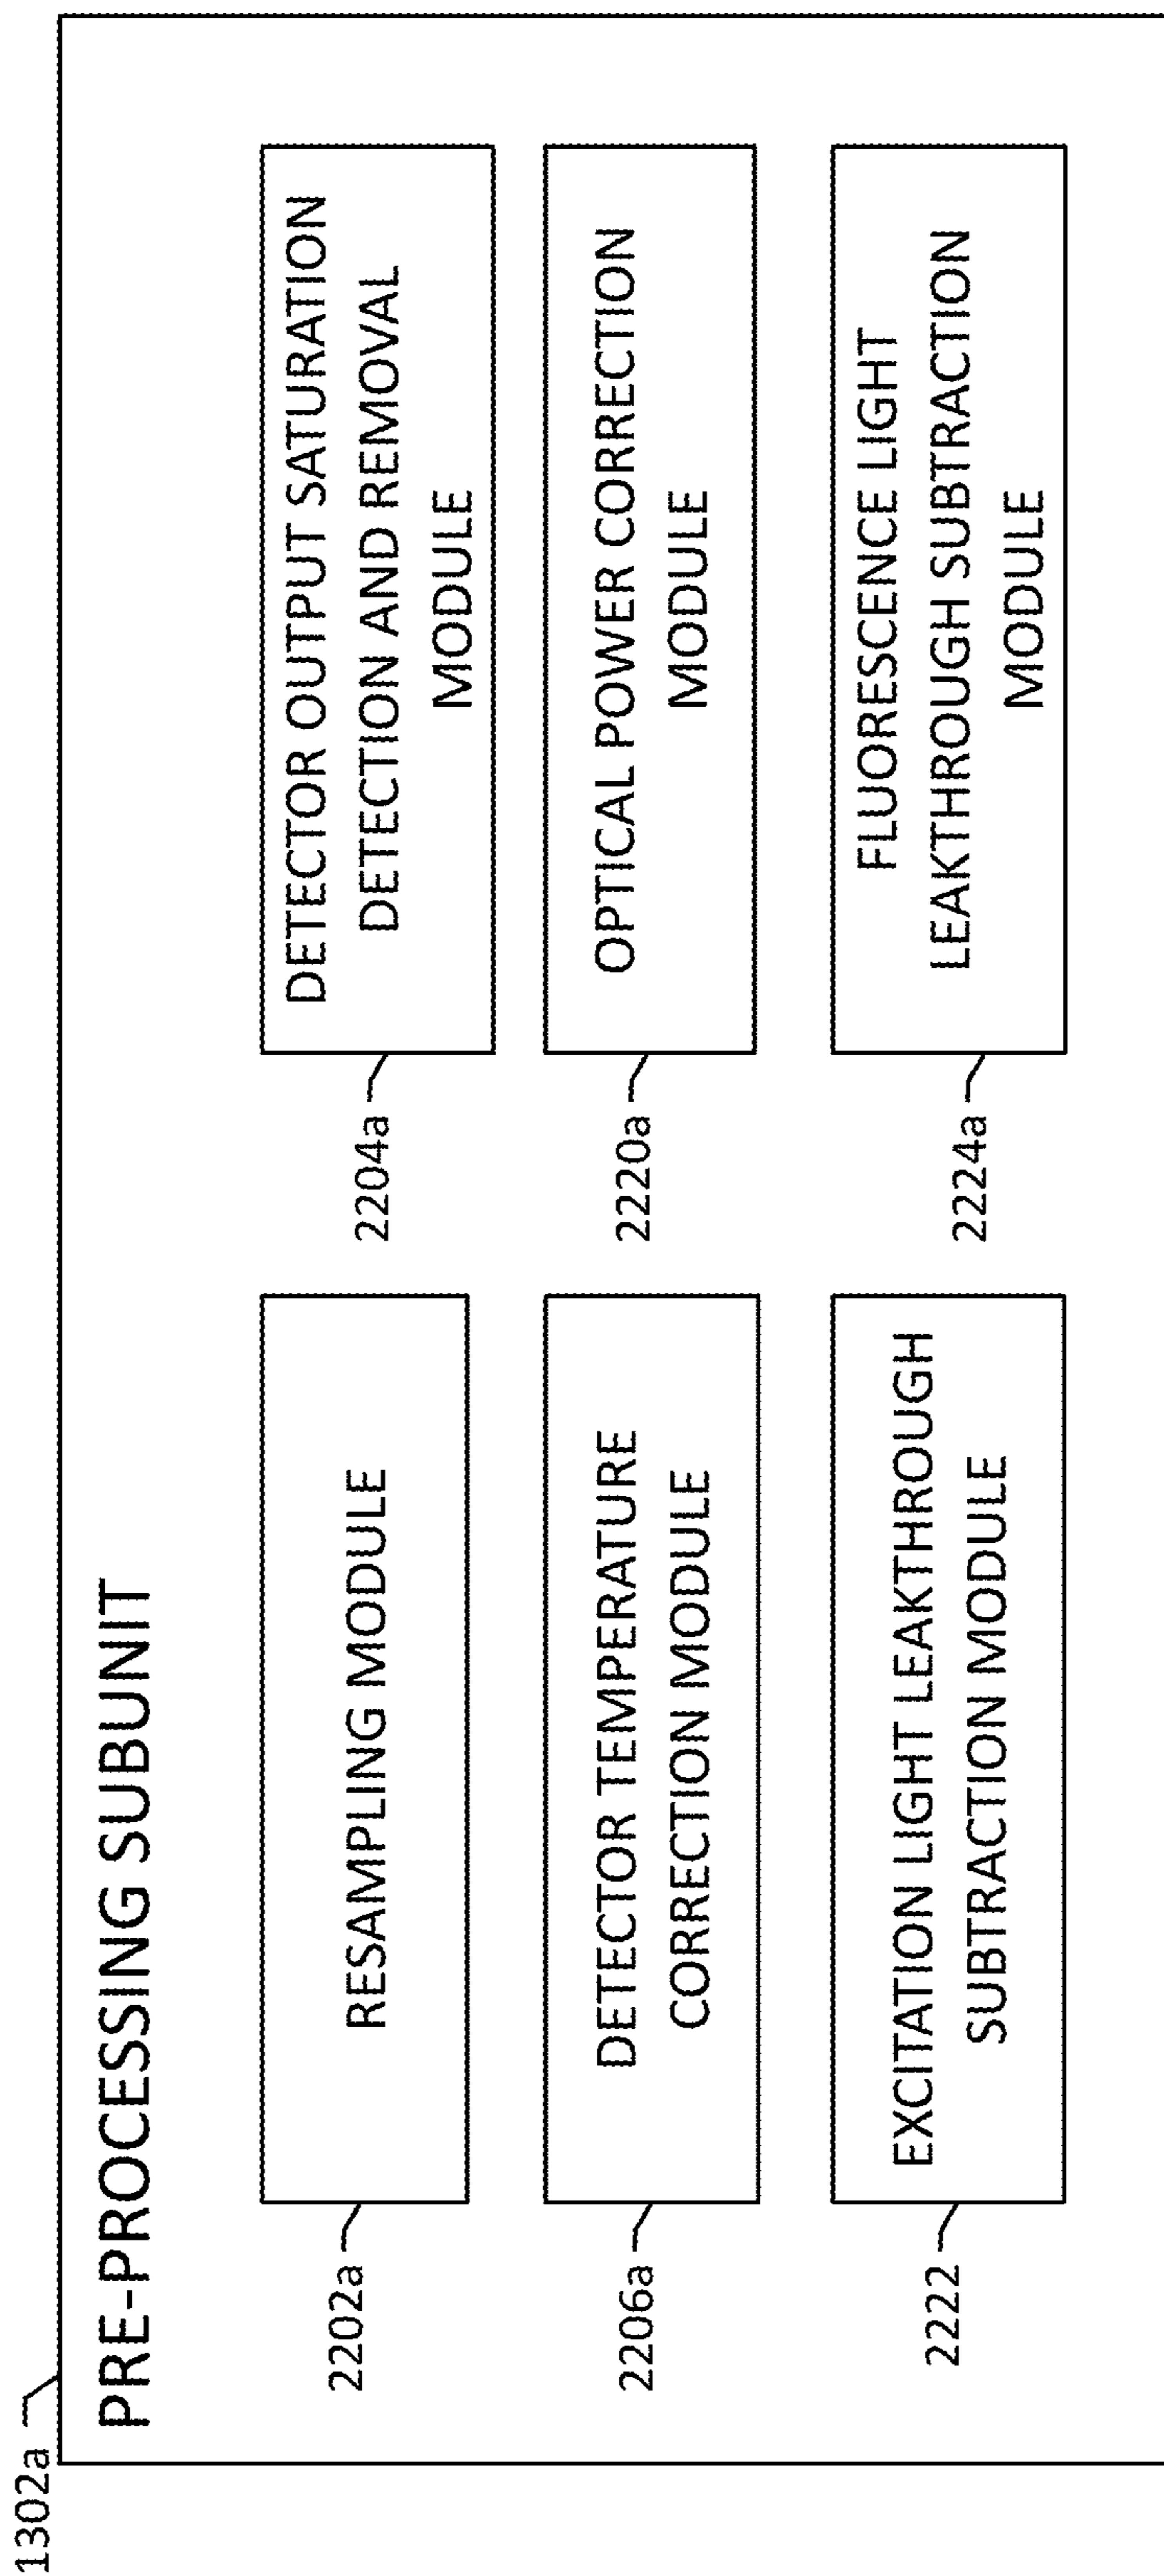 1302a
PRE-PROCESSING SUBUNIT
2202a
RESAMPLING MODULE
2204a
DETECTOR OUTPUT SATURATION
DETECTION AND REMOVAL
MODULE
2206a
DETECTOR TEMPERATURE
CORRECTION MODULE
2220a
OPTICAL POWER CORRECTION
MODULE
2222
EXCITATION LIGHT LEAKTHROUGH
SUBTRACTION MODULE
2224a
FLUORESCENCE LIGHT
LEAKTHROUGH SUBTRACTION
MODULE